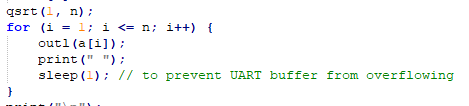 qsrt(1, n);
for (i = 1; i <= n; i++) {
    outl(a[i]);
    print(" ");
    sleep(1); // to prevent UART buffer from overflowing
}